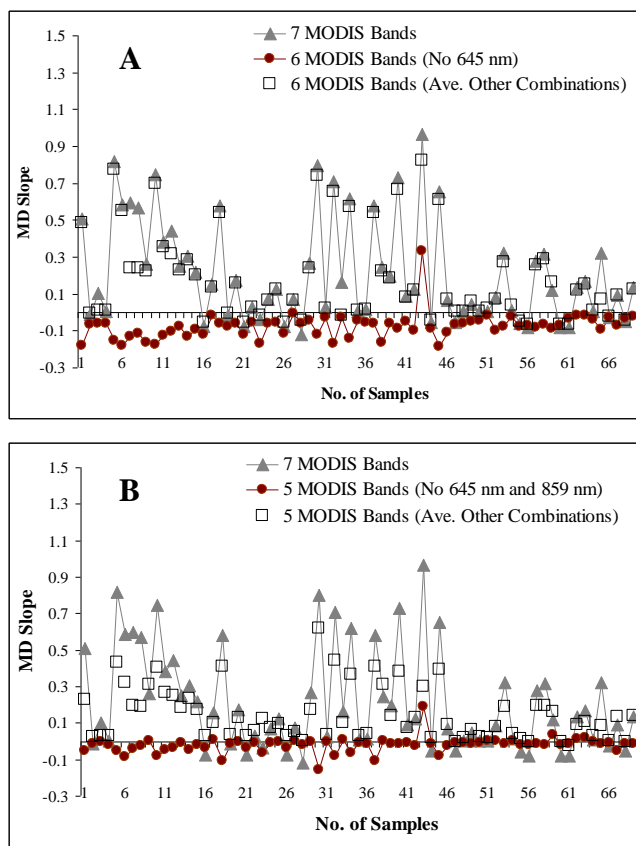 A
7 MODIS Bands
6 MODIS Bands (No 645 nm)
6 MODIS Bands (Ave. Other Combinations)
MD Slope
1.5
1.3
1.1
0.9
0.7
0.5
0.3
0.1
-0.1
-0.3
1 6 11 16 21 26 31 36 41 46 51 56 61 66
No. of Samples
B
7 MODIS Bands
5 MODIS Bands (No 645 nm and 859 nm)
5 MODIS Bands (Ave. Other Combinations)
MD Slope
1.5
1.3
1.1
0.9
0.7
0.5
0.3
0.1
-0.1
-0.3
1 6 11 16 21 26 31 36 41 46 51 56 61 66
No. of Samples